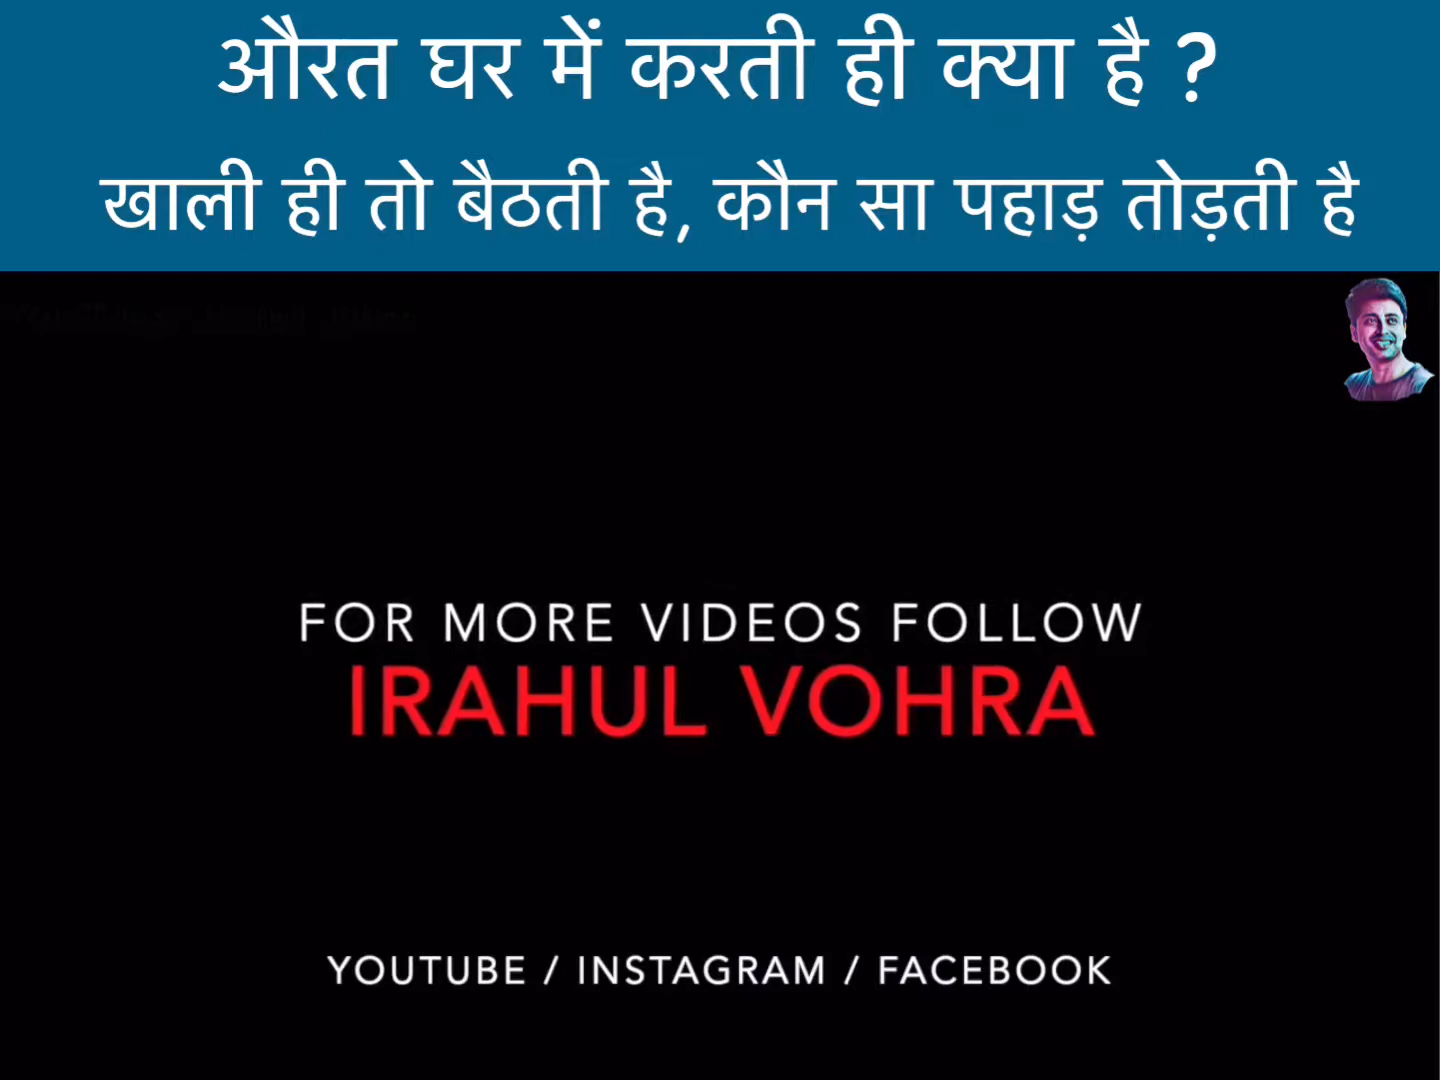 औरत घर में करती ही क्या है ?
खाली ही तो बैठती है, कौन सा पहाड़ तोड़ती है
FOR MORE VIDEOS FOLLOW
IRAHUL VOHRA
YOUTUBE / INSTAGRAM / FACEBOOK